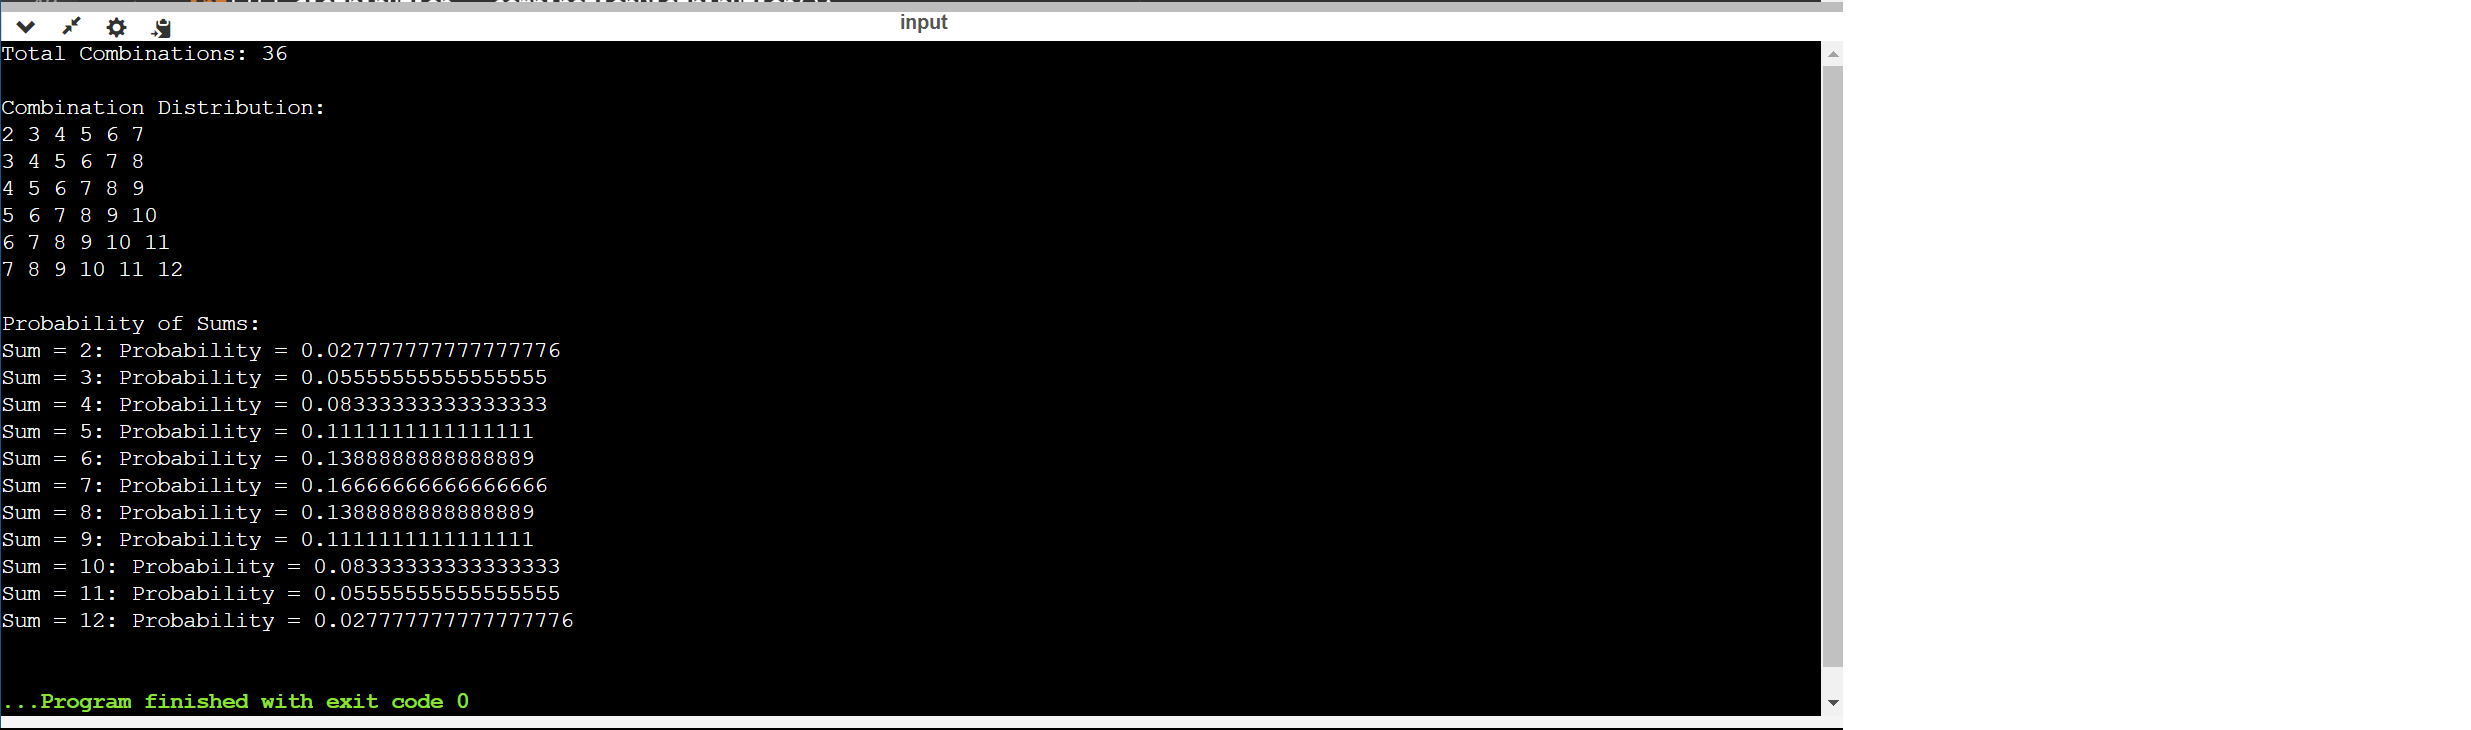 input
Total Combinations: 36
Combination Distribution:
2 3 4 5 6 7
3 4 5 6 7 8
4 5 6 7 8 9
5 6 7 8 9 10
6 7 8 9 10 11
7 8 9 10 11 12
Probability of Sums:
Sum = 2: Probability = 0.027777777777777776
Sum = 3: Probability = 0.05555555555555555
Sum = 4: Probability = 0.08333333333333333
Sum = 5: Probability = 0.1111111111111111
Sum = 6: Probability = 0.1388888888888889
Sum = 7: Probability = 0.16666666666666666
Sum = 8: Probability = 0.1388888888888889
Sum = 9: Probability = 0.1111111111111111
Sum = 10: Probability = 0.08333333333333333
Sum = 11: Probability = 0.05555555555555555
Sum = 12: Probability = 0.027777777777777776
...Program finished with exit code 0